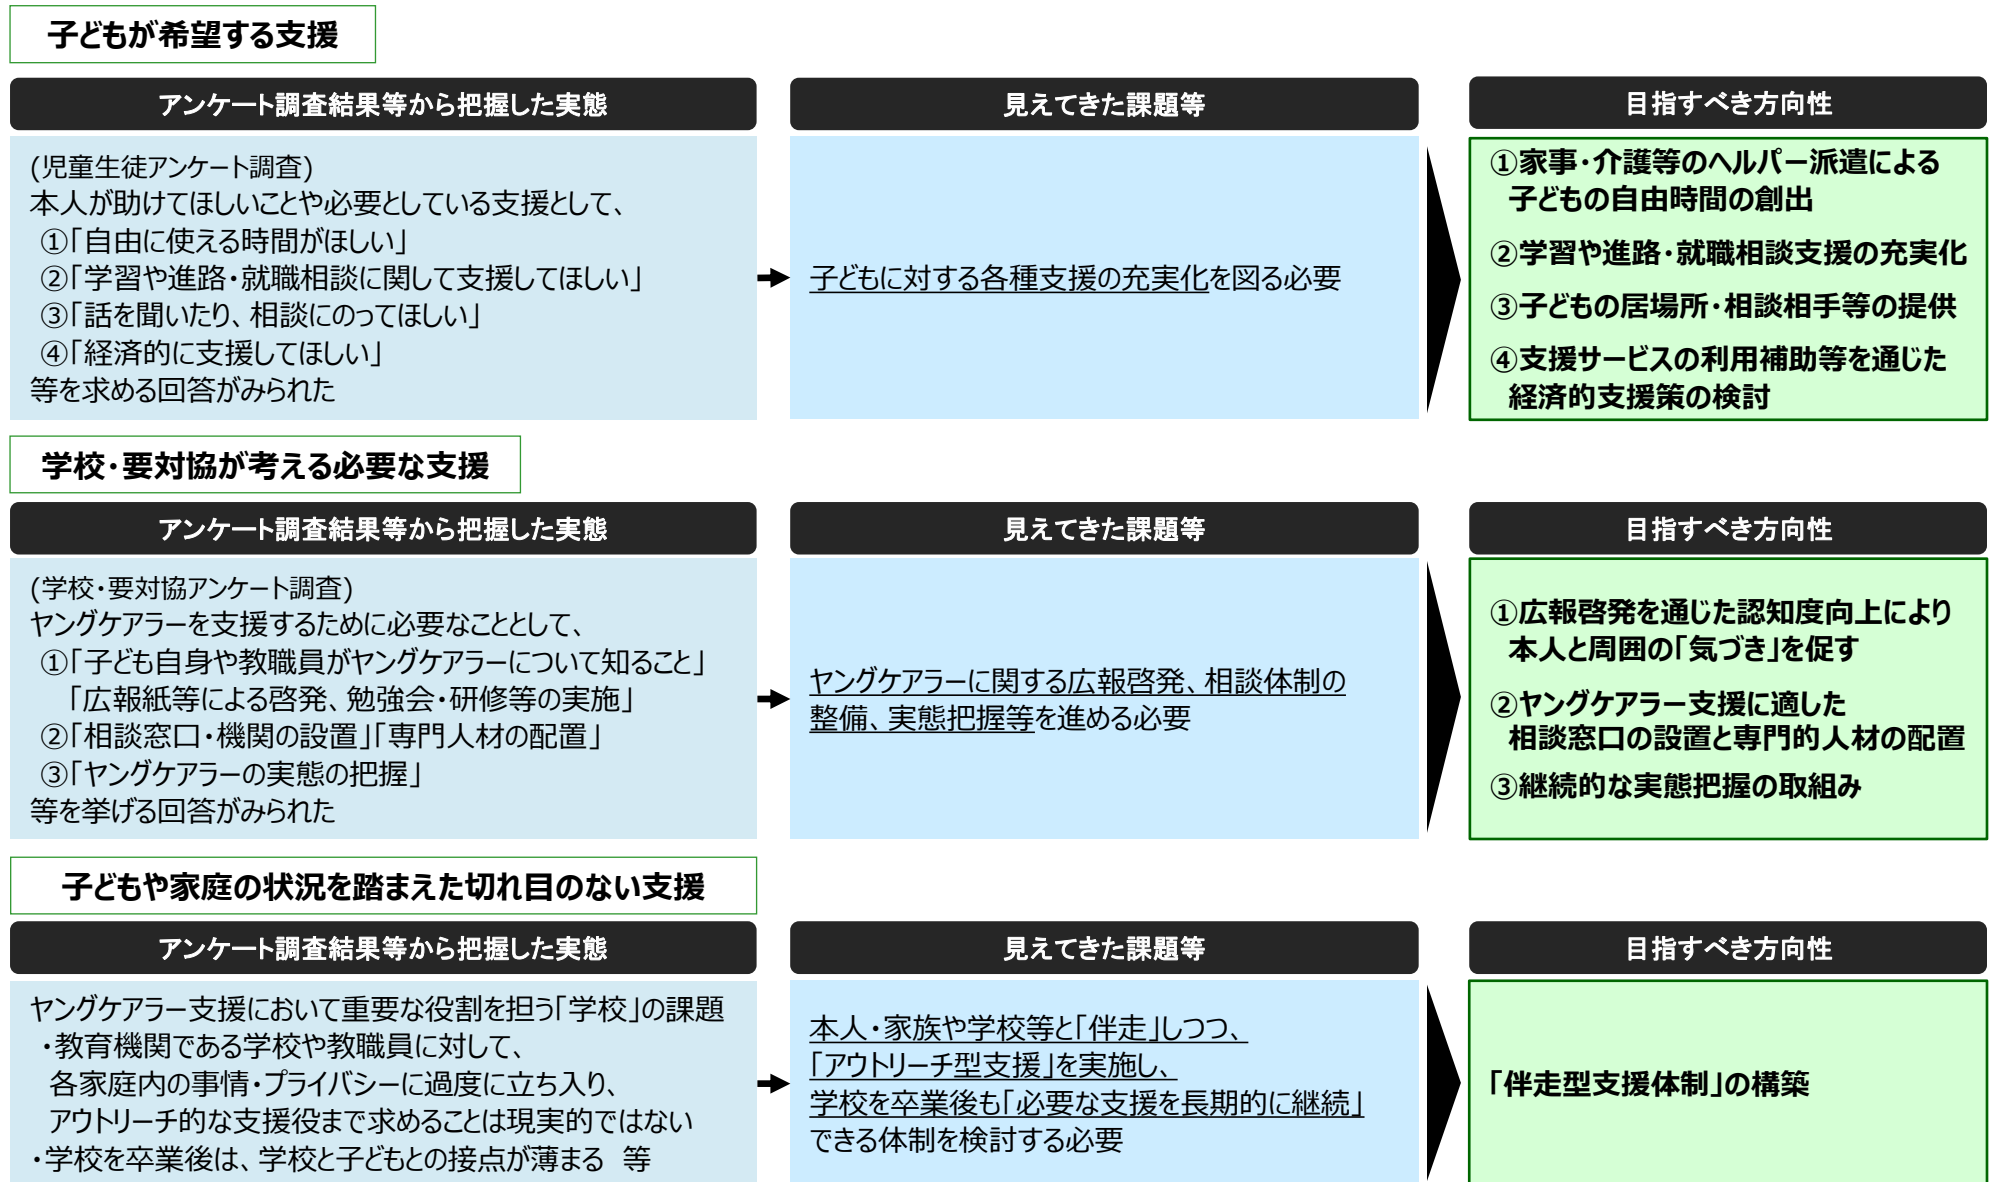 子どもが希望する支援
アンケート調査結果等から把握した実態
(児童生徒アンケート調査)
本人が助けてほしいことや必要としている支援として、
①「自由に使える時間がほしい」
②「学習や進路・就職相談に関して支援してほしい」
③「話を聞いたり、相談にのってほしい」
④「経済的に支援してほしい」
等を求める回答がみられた
見えてきた課題等
子どもに対する各種支援の充実化を図る必要
目指すべき方向性
①家事・介護等のヘルパー派遣による
子どもの自由時間の創出
②学習や進路・就職相談支援の充実化
③子どもの居場所・相談相手等の提供
④支援サービスの利用補助等を通じた
経済的支援策の検討
学校・要対協が考える必要な支援
アンケート調査結果等から把握した実態
(学校・要対協アンケート調査)
ヤングケアラーを支援するために必要なこととして、
①「子ども自身や教職員がヤングケアラーについて知ること」
「広報紙等による啓発、勉強会・研修等の実施」
②「相談窓口・機関の設置」「専門人材の配置」
③「ヤングケアラーの実態の把握」
等を挙げる回答がみられた
見えてきた課題等
ヤングケアラーに関する広報啓発、相談体制の
整備、実態把握等を進める必要
目指すべき方向性
①広報啓発を通じた認知度向上により
本人と周囲の「気づき」を促す
②ヤングケアラー支援に適した
相談窓口の設置と専門的人材の配置
③継続的な実態把握の取組み
子どもや家庭の状況を踏まえた切れ目のない支援
アンケート調査結果等から把握した実態
ヤングケアラー支援において重要な役割を担う「学校」の課題
・教育機関である学校や教職員に対して、
各家庭内の事情・プライバシーに過度に立ち入り、
アウトリーチ的な支援役まで求めることは現実的ではない
・学校を卒業後は、学校と子どもとの接点が薄まる 等
見えてきた課題等
本人・家族や学校等と「伴走」しつつ、
「アウトリーチ型支援」を実施し、
学校を卒業後も「必要な支援を長期的に継続」
できる体制を検討する必要
目指すべき方向性
「伴走型支援体制」の構築